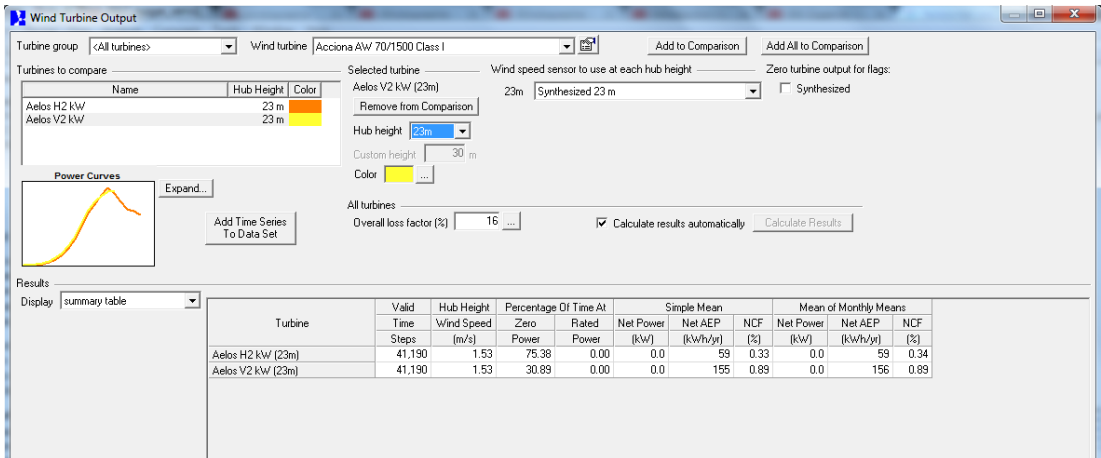 Wind Turbine Output
Turbine group <All turbines> Wind turbine Acciona AW 70/1500 Class I Add to Comparison Add All to Comparison
Turbines to compare Selected turbine Wind speed sensor to use at each hub height Zero turbine output for flags:
Name Hub Height Color Aelos V2 kW (23m) 23m Synthesized 23 m Synthesized
Aelos H2 kW 23 m Remove from Comparison
Aelos V2 kW 23 m
Hub height 23m
Custom height 30 m
Power Curves Color ...
Expand...
All turbines
Add Time Series To Data Set Overall loss factor (%) 16 ... Calculate results automatically Calculate Results
Results
Display summary table
Valid Hub Height Percentage Of Time At Simple Mean Mean of Monthly Means
Turbine Time Wind Speed Zero Rated Net Power Net AEP NCF Net Power Net AEP NCF
Steps (m/s) Power Power (kW) (kWh/yr) (%) (kW) (kWh/yr) (%)
Aelos H2 kW (23m) 41,190 1.53 75.38 0.00 0.0 59 0.33 0.0 59 0.34
Aelos V2 kW (23m) 41,190 1.53 30.89 0.00 0.0 155 0.89 0.0 156 0.89